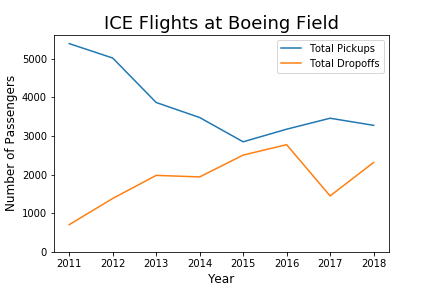 ICE Flights at Boeing Field
Total Pickups
Total Dropoffs
Number of Passengers
5000
4000
3000
2000
1000
0
2011 2012 2013 2014 2015 2016 2017 2018
Year